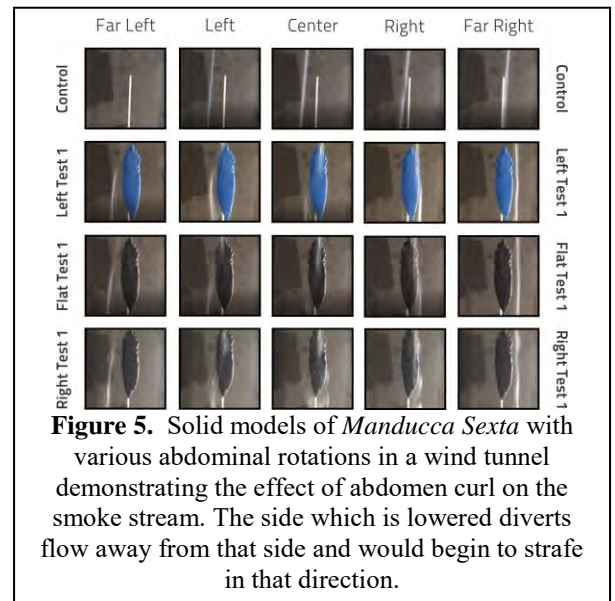 Far Left Left Center Right Far Right
Control Control
Left Test 1 Left Test 1
Flat Test 1 Flat Test 1
Right Test 1 Right Test 1
Figure 5. Solid models of Manducca Sexta with
various abdominal rotations in a wind tunnel
demonstrating the effect of abdomen curl on the
smoke stream. The side which is lowered diverts
flow away from that side and would begin to strafe
in that direction.